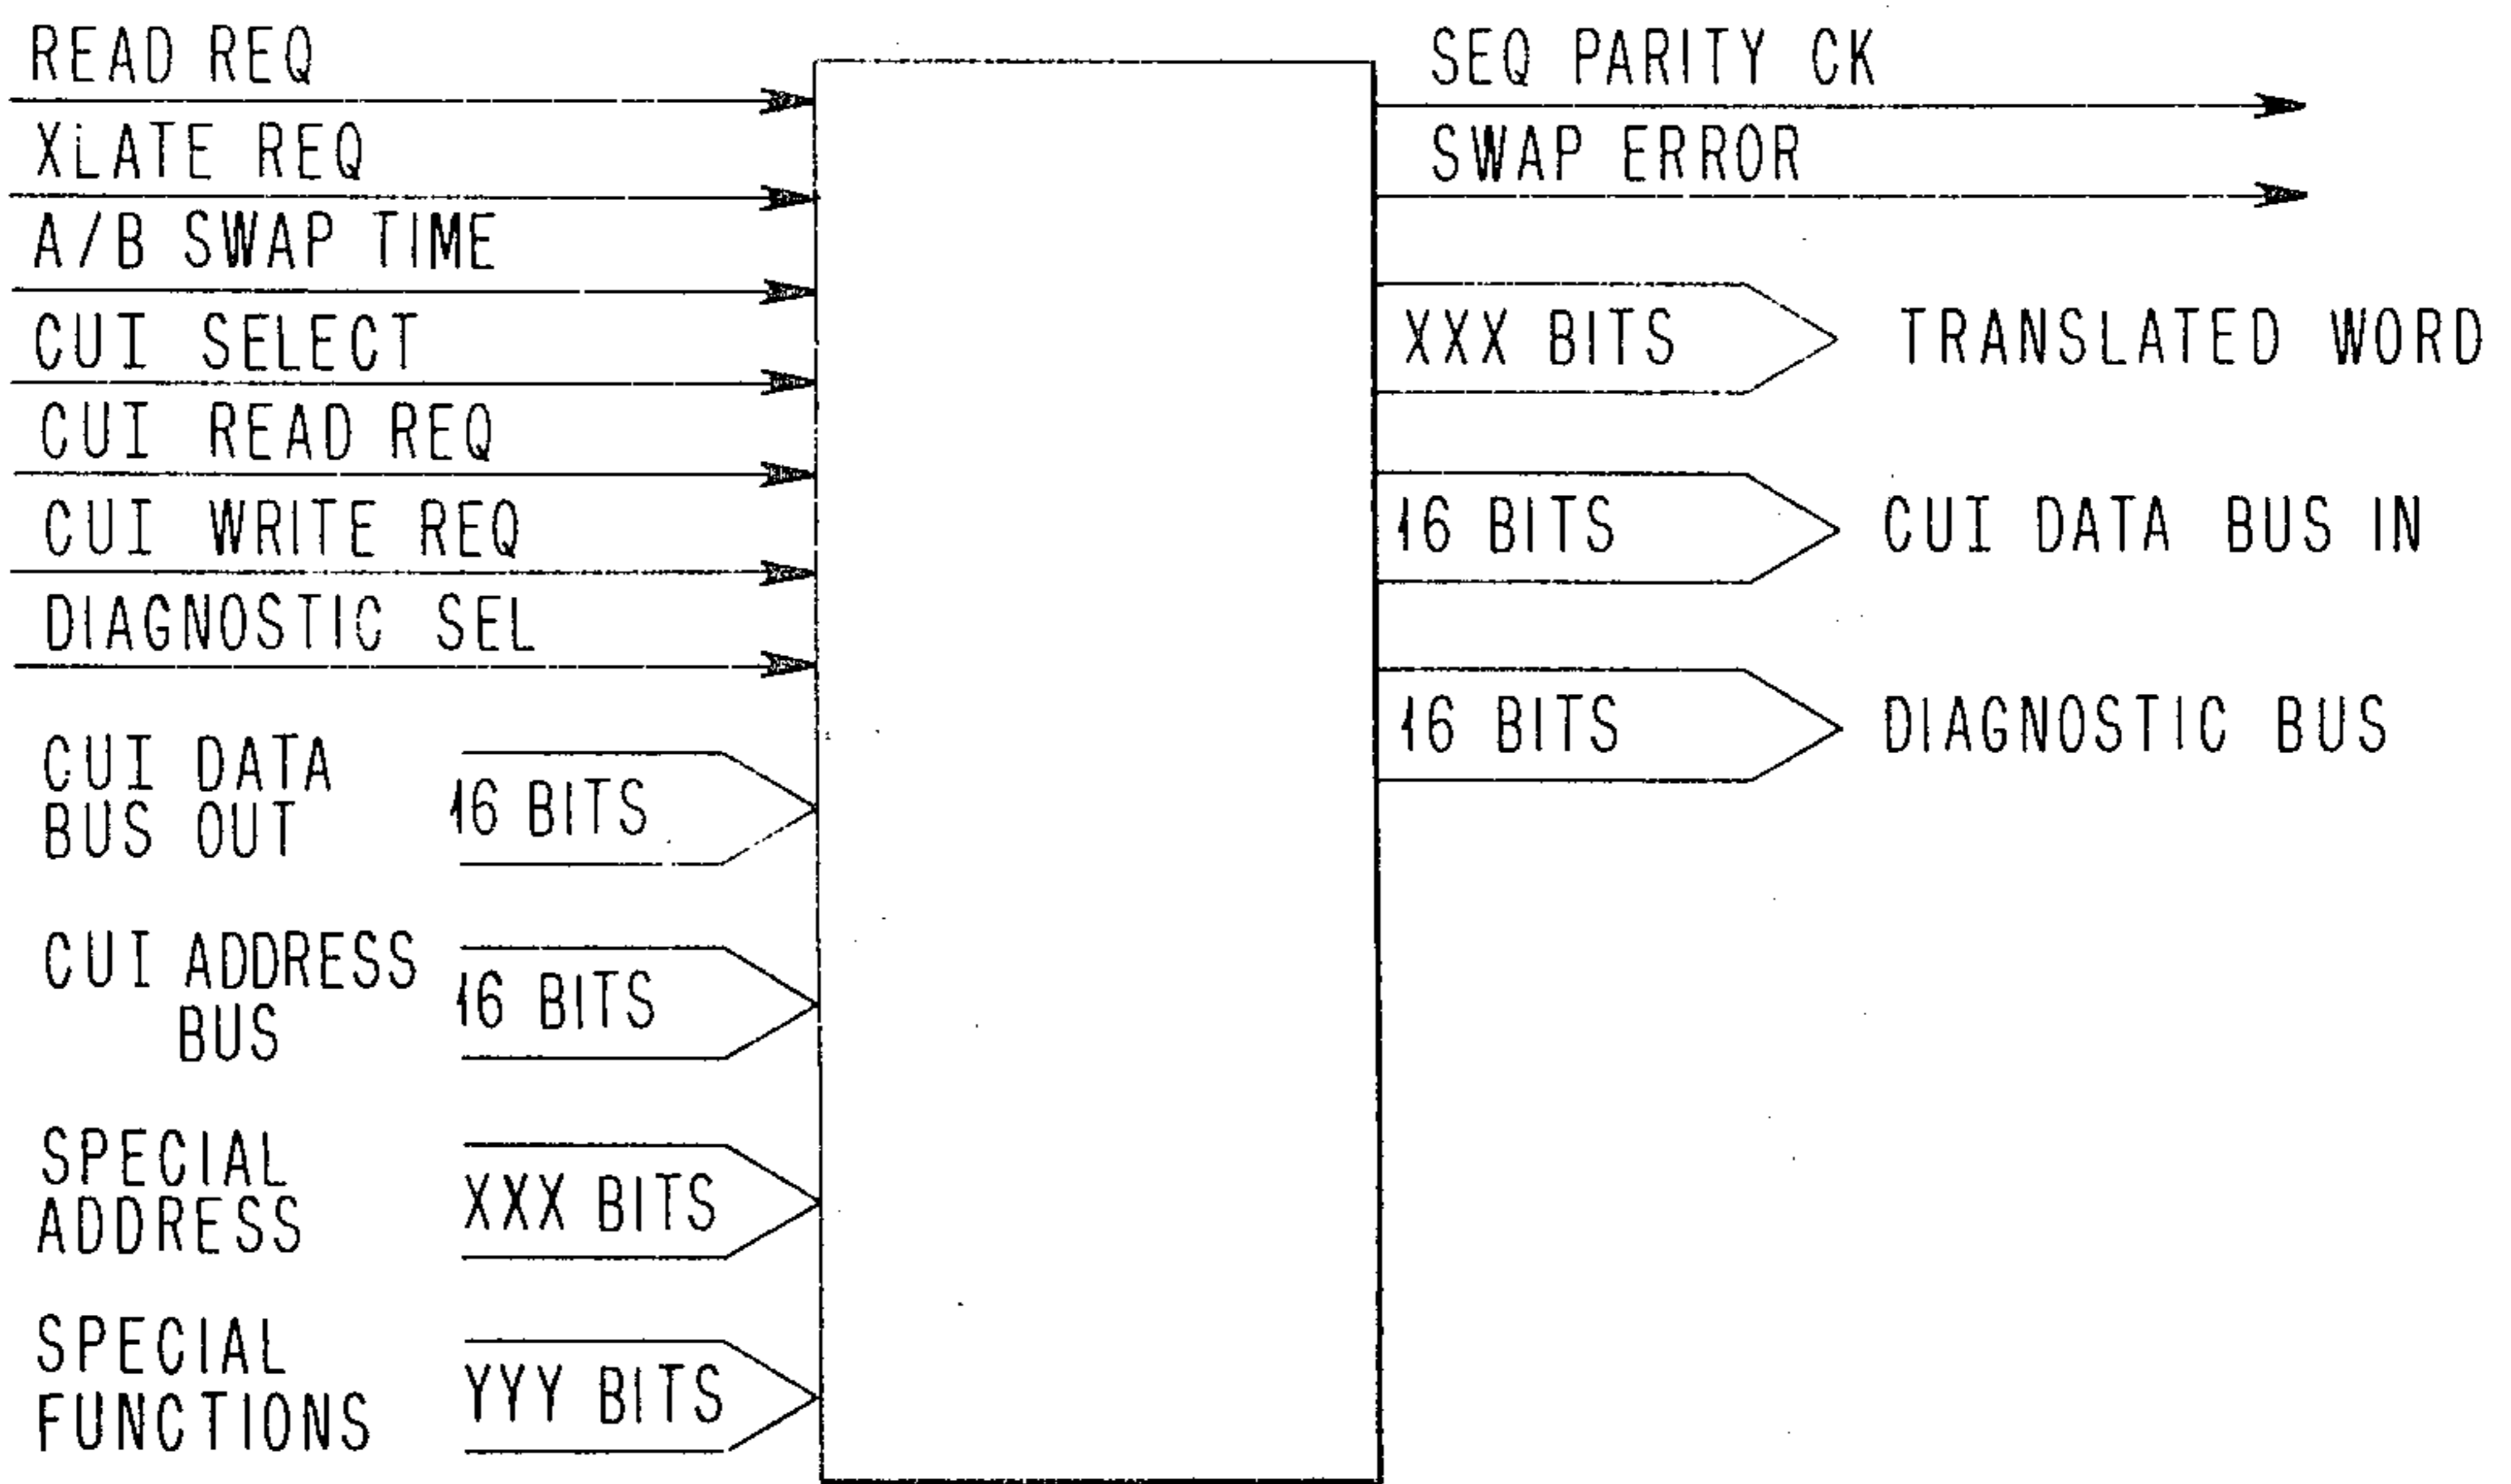 READ REQ
XLATE REQ
A/B SWAP TIME
CUI SELECT
CUI READ REQ
CUI WRITE REQ
DIAGNOSTIC SEL
CUI DATA
BUS OUT
16 BITS
CUI ADDRESS
BUS
16 BITS
SPECIAL
ADDRESS
XXX BITS
SPECIAL
FUNCTIONS
YYY BITS
SEQ PARITY CK
SWAP ERROR
XXX BITS TRANSLATED WORD
16 BITS CUI DATA BUS IN
16 BITS DIAGNOSTIC BUS